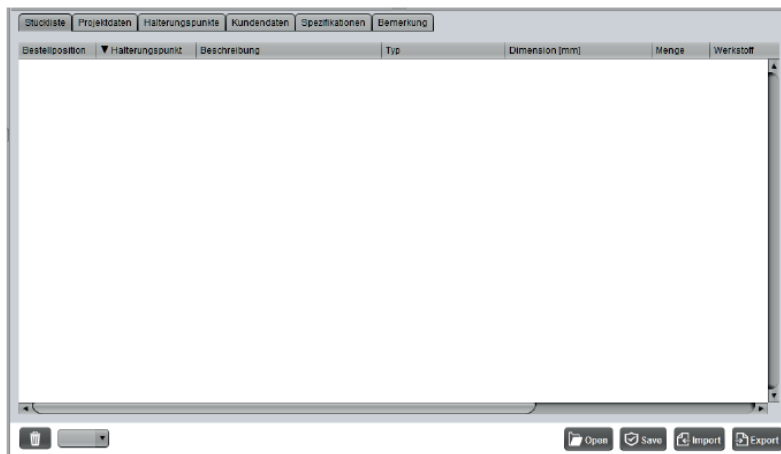 Stückliste Projektdaten Halterungspunkte Kundendaten Spezifikationen Bemerkung
Bestellposition ▼ Halterungspunkt Beschreibung Typ Dimension [mm] Menge Werkstoff
Open Save Import Export